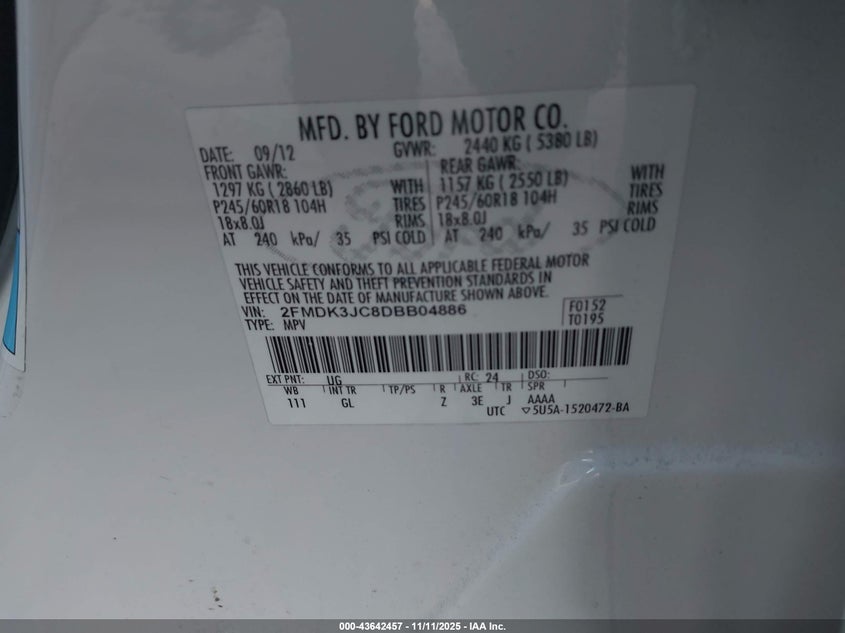 MFD. BY FORD MOTOR CO.
DATE: 09/12 GVWR: 2440 KG ( 5380 LB)
FRONT GAWR: REAR GAWR:
1297 KG ( 2860 LB) WITH 1157 KG ( 2550 LB) WITH
P245/60R18 104H TIRES P245/60R18 104H TIRES
18x8.0J RIMS 18x8.0J RIMS
AT 240 kPa/ 35 PSI COLD AT 240 kPa/ 35 PSI COLD
THIS VEHICLE CONFORMS TO ALL APPLICABLE FEDERAL MOTOR
VEHICLE SAFETY AND THEFT PREVENTION STANDARDS IN
EFFECT ON THE DATE OF MANUFACTURE SHOWN ABOVE.
VIN: 2FMDK3JC8DBB04886 F0152
TYPE: MPV T0195
EXT PNT: UG RC: 24 DSO:
WB INT TR TP/PS R AXLE TR SPR
111 GL Z 3E J AAAA
UTC ▽5U5A-1520472-BA
000-43642457 - 11/11/2025 - IAA Inc.